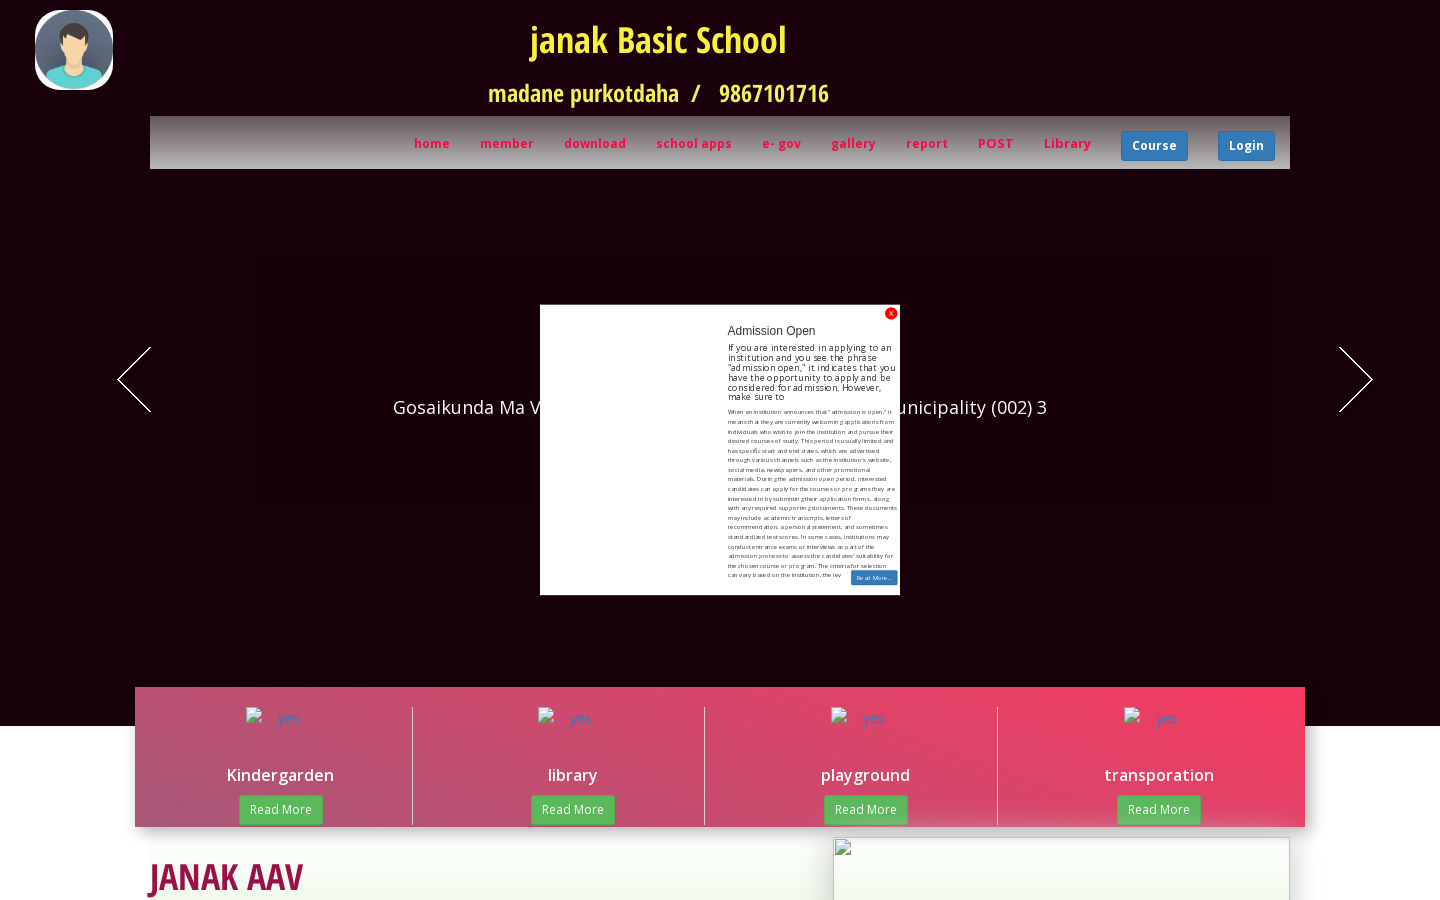 janak Basic School
madane purkotdaha / 9867101716
home member download school apps e- gov gallery report POST Library Course Login
X
Admission Open
If you are interested in applying to an
institution and you see the phrase
"admission open," it indicates that you
have the opportunity to apply and be
considered for admission. However,
make sure to
Gosaikunda Ma V
unicipality (002) 3
When an institution announces that "admission is open," it
means that they are currently welcoming applications from
individuals who wish to join the institution and pursue their
desired courses of study. This period is usually limited and
has specific start and end dates, which are advertised
through various channels such as the institution's website,
social media, newspapers, and other promotional
materials. During the admission open period, interested
candidates can apply for the courses or programs they are
interested in by submitting their application forms, along
with any required supporting documents. These documents
may include academic transcripts, letters of
recommendation, a personal statement, and sometimes
standardized test scores. In some cases, institutions may
conduct entrance exams or interviews as part of the
admission process to assess the candidates' suitability for
the chosen course or program. The criteria for selection
can vary based on the institution, the lev
Read More...
yes yes yes yes
Kindergarden library playground transporation
Read More Read More Read More Read More
JANAK AAV